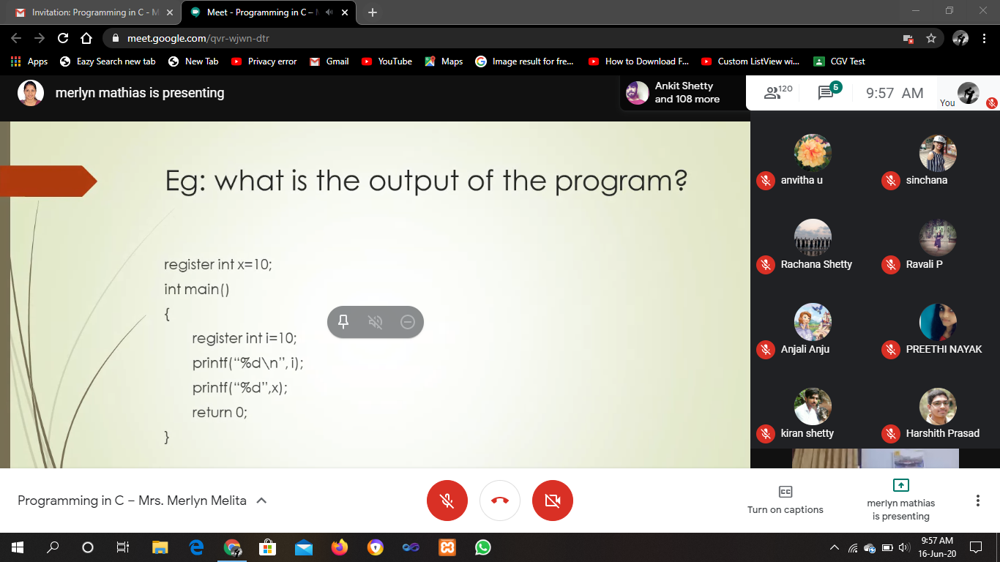 Invitation: Programming in C - M
Meet - Programming in C –
meet.google.com/qvr-wjwn-dtr
Apps Eazy Search new tab New Tab Privacy error Gmail YouTube Maps Image result for fre... How to Download F... Custom ListView wi... CGV Test
merlyn mathias is presenting
Ankit Shetty
and 108 more
120
5
9:57 AM
You
Eg: what is the output of the program?
register int x=10;
int main()
{
register int i=10;
printf(“%d\n”, i);
printf(“%d”,x);
return 0;
}
anvitha u
sinchana
Rachana Shetty
Ravali P
Anjali Anju
PREETHI NAYAK
kiran shetty
Harshith Prasad
Programming in C – Mrs. Merlyn Melita
CC
Turn on captions
merlyn mathias
is presenting
9:57 AM
16-Jun-20